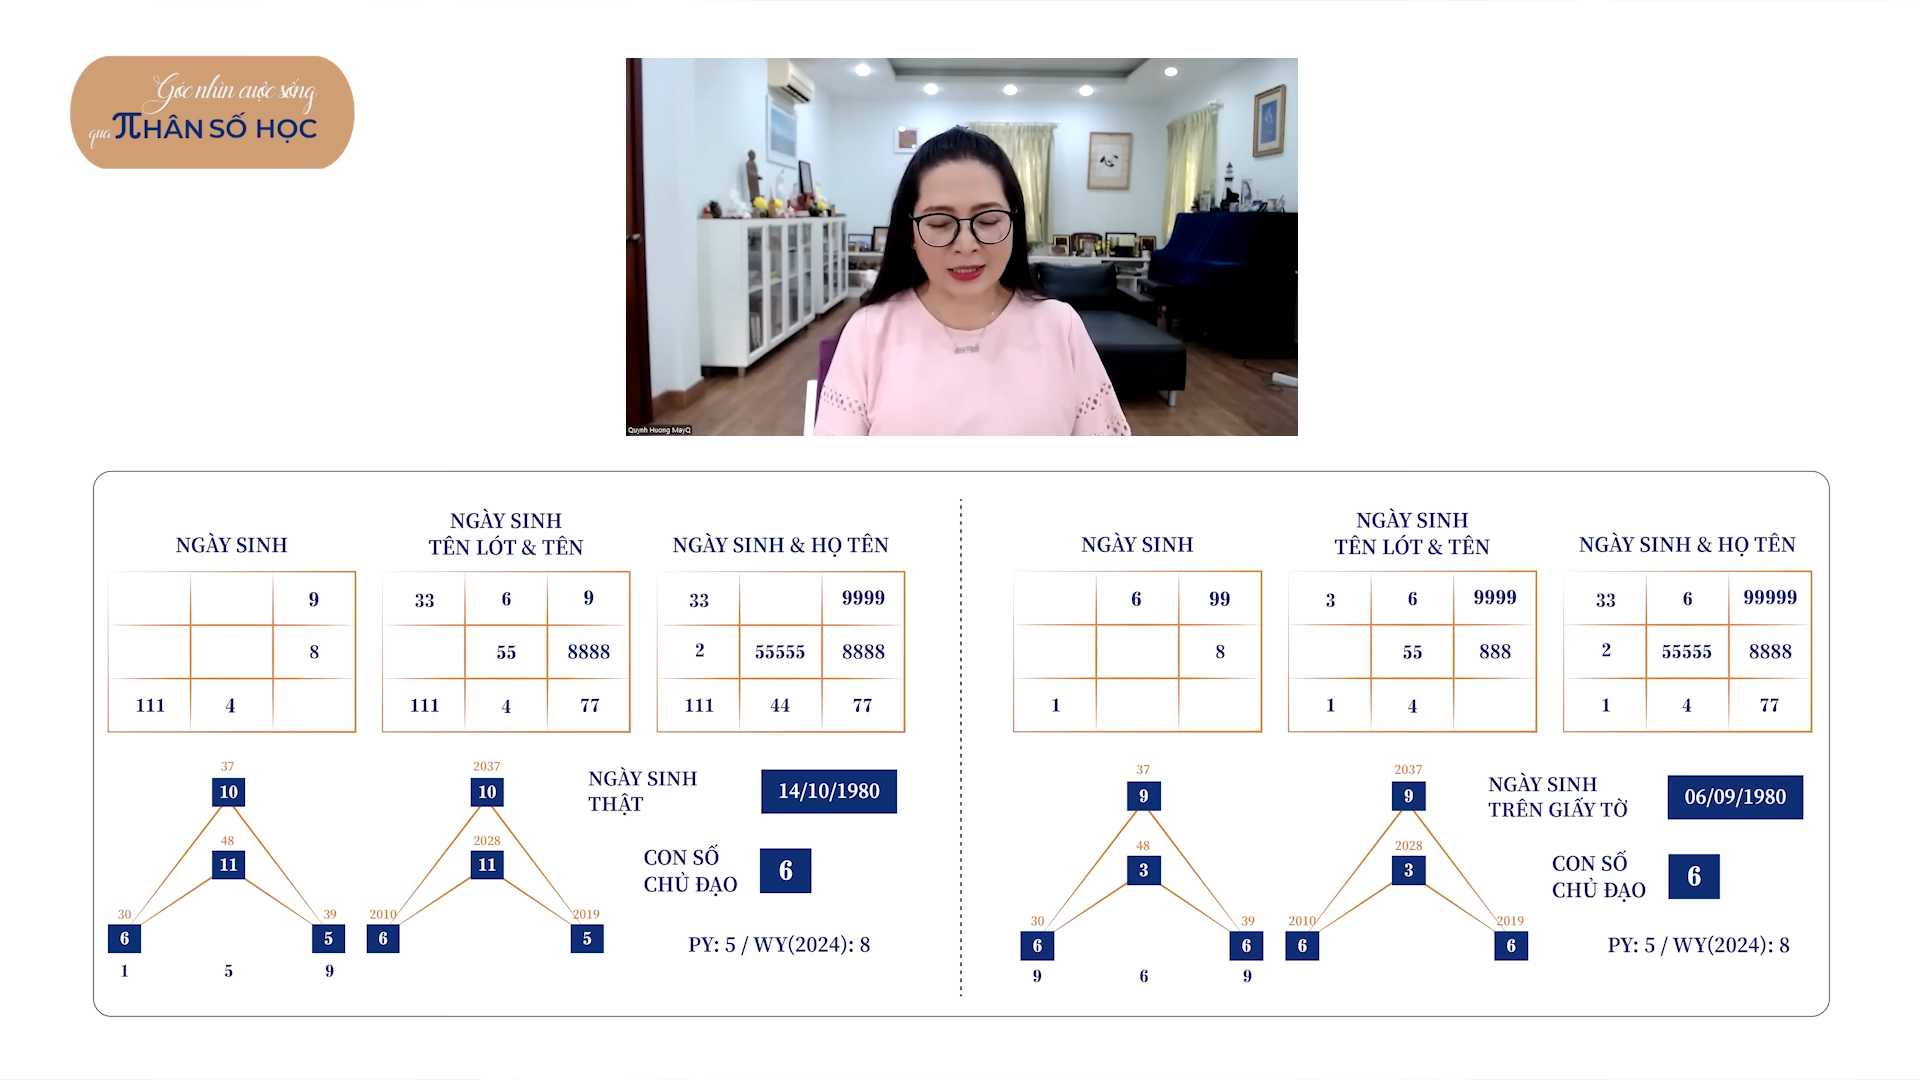 Góc nhìn cuộc sống
qua πHÂN SỐ HỌC
Quynh Huong MayQ
NGÀY SINH
NGÀY SINH
TÊN LÓT & TÊN
NGÀY SINH & HỌ TÊN
9
8
111 4
33 6 9
55 8888
111 4 77
33 9999
2 55555 8888
111 44 77
37
10
48
11
30 39
6 5
1 5 9
2037
10
2028
11
2010 2019
6 5
NGÀY SINH
THẬT
14/10/1980
CON SỐ
CHỦ ĐẠO
6
PY: 5 / WY(2024): 8
NGÀY SINH
NGÀY SINH
TÊN LÓT & TÊN
NGÀY SINH & HỌ TÊN
6 99
8
1
3 6 9999
55 888
1 4
33 6 99999
2 55555 8888
1 4 77
37
9
48
3
30 39
6 6
9 6 9
2037
9
2028
3
2010 2019
6 6
NGÀY SINH
TRÊN GIẤY TỜ
06/09/1980
CON SỐ
CHỦ ĐẠO
6
PY: 5 / WY(2024): 8